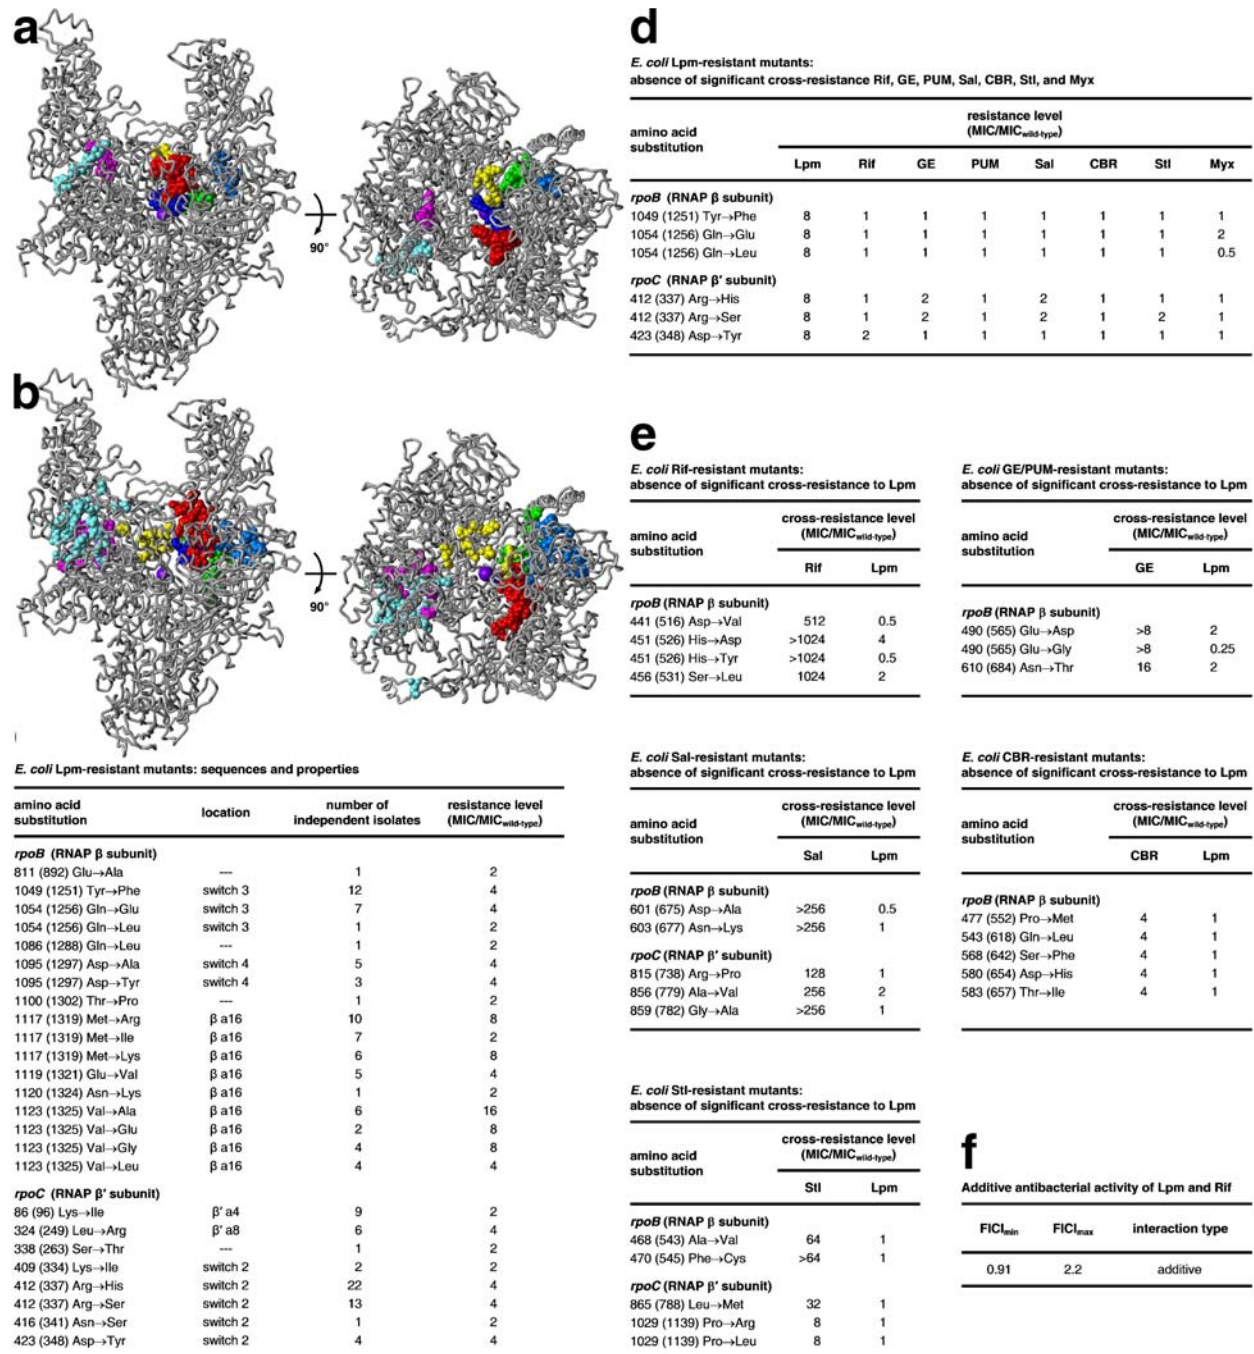 a
90°
b
90°
E. coli Lpm-resistant mutants: sequences and properties
amino acid substitution location number of independent isolates resistance level (MIC/MICwild-type)
rpoB (RNAP β subunit)
811 (892) Glu→Ala --- 1 2
1049 (1251) Tyr→Phe switch 3 12 4
1054 (1256) Gln→Glu switch 3 7 4
1054 (1256) Gln→Leu switch 3 1 2
1086 (1288) Gln→Leu --- 1 2
1095 (1297) Asp→Ala switch 4 5 4
1095 (1297) Asp→Tyr switch 4 3 4
1100 (1302) Thr→Pro --- 1 2
1117 (1319) Met→Arg β a16 10 8
1117 (1319) Met→Ile β a16 7 2
1117 (1319) Met→Lys β a16 6 8
1119 (1321) Glu→Val β a16 5 4
1120 (1324) Asn→Lys β a16 1 2
1123 (1325) Val→Ala β a16 6 16
1123 (1325) Val→Glu β a16 2 8
1123 (1325) Val→Gly β a16 4 8
1123 (1325) Val→Leu β a16 4 4
rpoC (RNAP β' subunit)
86 (96) Lys→Ile β' a4 9 2
324 (249) Leu→Arg β' a8 6 4
338 (263) Ser→Thr --- 1 2
409 (334) Lys→Ile switch 2 2 2
412 (337) Arg→His switch 2 22 4
412 (337) Arg→Ser switch 2 13 4
416 (341) Asn→Ser switch 2 1 2
423 (348) Asp→Tyr switch 2 4 4
d
E. coli Lpm-resistant mutants:
absence of significant cross-resistance Rif, GE, PUM, Sal, CBR, Stl, and Myx
resistance level
(MIC/MICwild-type)
amino acid
substitution
Lpm Rif GE PUM Sal CBR Stl Myx
rpoB (RNAP β subunit)
1049 (1251) Tyr→Phe 8 1 1 1 1 1 1 1
1054 (1256) Gln→Glu 8 1 1 1 1 1 1 2
1054 (1256) Gln→Leu 8 1 1 1 1 1 1 0.5
rpoC (RNAP β' subunit)
412 (337) Arg→His 8 1 2 1 2 1 1 1
412 (337) Arg→Ser 8 1 2 1 2 1 2 1
423 (348) Asp→Tyr 8 2 1 1 1 1 1 1
e
E. coli Rif-resistant mutants:
absence of significant cross-resistance to Lpm
amino acid
substitution
cross-resistance level
(MIC/MICwild-type)
Rif Lpm
rpoB (RNAP β subunit)
441 (516) Asp→Val 512 0.5
451 (526) His→Asp >1024 4
451 (526) His→Tyr >1024 0.5
456 (531) Ser→Leu 1024 2
E. coli GE/PUM-resistant mutants:
absence of significant cross-resistance to Lpm
amino acid
substitution
cross-resistance level
(MIC/MICwild-type)
GE Lpm
rpoB (RNAP β subunit)
490 (565) Glu→Asp >8 2
490 (565) Glu→Gly >8 0.25
610 (684) Asn→Thr 16 2
E. coli Sal-resistant mutants:
absence of significant cross-resistance to Lpm
amino acid
substitution
cross-resistance level
(MIC/MICwild-type)
Sal Lpm
rpoB (RNAP β subunit)
601 (675) Asp→Ala >256 0.5
603 (677) Asn→Lys >256 1
rpoC (RNAP β' subunit)
815 (738) Arg→Pro 128 1
856 (779) Ala→Val 256 2
859 (782) Gly→Ala >256 1
E. coli CBR-resistant mutants:
absence of significant cross-resistance to Lpm
amino acid
substitution
cross-resistance level
(MIC/MICwild-type)
CBR Lpm
rpoB (RNAP β subunit)
477 (552) Pro→Met 4 1
543 (618) Gln→Leu 4 1
568 (642) Ser→Phe 4 1
580 (654) Asp→His 4 1
583 (657) Thr→Ile 4 1
E. coli Stl-resistant mutants:
absence of significant cross-resistance to Lpm
amino acid
substitution
cross-resistance level
(MIC/MICwild-type)
Stl Lpm
rpoB (RNAP β subunit)
468 (543) Ala→Val 64 1
470 (545) Phe→Cys >64 1
rpoC (RNAP β' subunit)
865 (788) Leu→Met 32 1
1029 (1139) Pro→Arg 8 1
1029 (1139) Pro→Leu 8 1
f
Additive antibacterial activity of Lpm and Rif
FICImin FICImax interaction type
0.91 2.2 additive